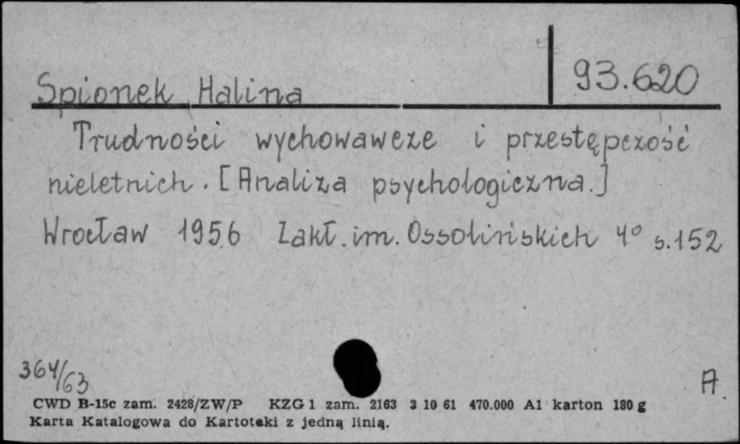 93.620
Spionek Halina
Trudności wychowawcze i przestępczość
nieletnich. [Analiza psychologiczna.]
Wrocław 1956 Zakł. im. Ossolińskich 4° s. 152
364/63
A
CWD B-15c zam. 2428/ZW/P KZG 1 zam. 2163 3 10 61 470.000 A1 karton 180 g
Karta Katalogowa do Kartoteki z jedną linią.